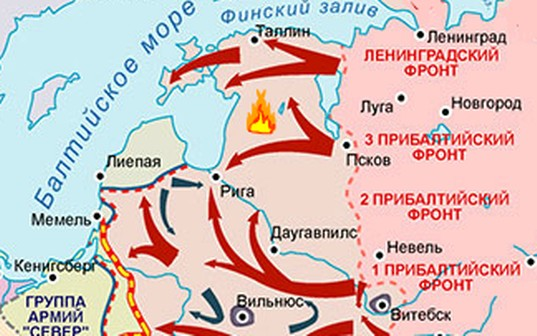 Балтийское море
Финский залив
Таллин
Ленинград
ЛЕНИНГРАДСКИЙ
ФРОНТ
Луга
Новгород
3 ПРИБАЛТИЙСКИЙ
ФРОНТ
Псков
Лиепая
Рига
2 ПРИБАЛТИЙСКИЙ
ФРОНТ
Мемель
Даугавпилс
Невель
Кенигсберг
1 ПРИБАЛТИЙСКИЙ
ФРОНТ
ГРУППА
АРМИЙ
"СЕВЕР"
Вильнюс
Витебск